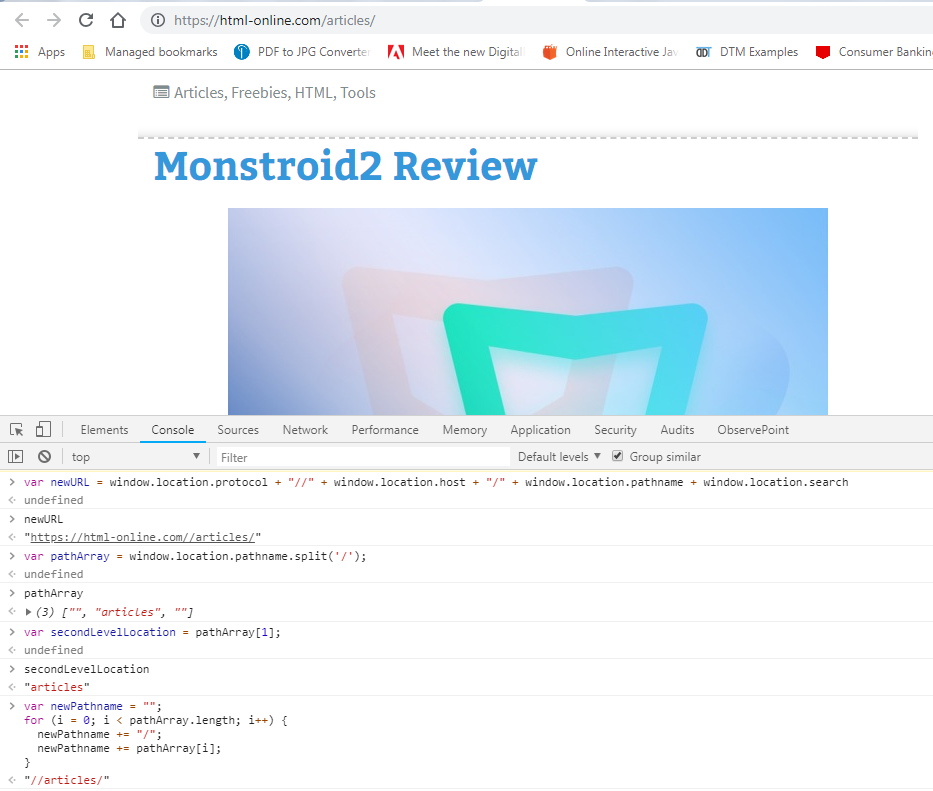 https://html-online.com/articles/
Apps Managed bookmarks PDF to JPG Converter Meet the new Digital Online Interactive Jav DTM Examples Consumer Bankin
Articles, Freebies, HTML, Tools
Monstroid2 Review
Elements Console Sources Network Performance Memory Application Security Audits ObservePoint
top Filter Default levels Group similar
var newURL = window.location.protocol + "//" + window.location.host + "/" + window.location.pathname + window.location.search
undefined
newURL
"https://html-online.com//articles/"
var pathArray = window.location.pathname.split('/');
undefined
pathArray
(3) ["", "articles", ""]
var secondLevelLocation = pathArray[1];
undefined
secondLevelLocation
"articles"
var newPathname = "";
for (i = 0; i < pathArray.length; i++) {
newPathname += "/";
newPathname += pathArray[i];
}
"//articles/"